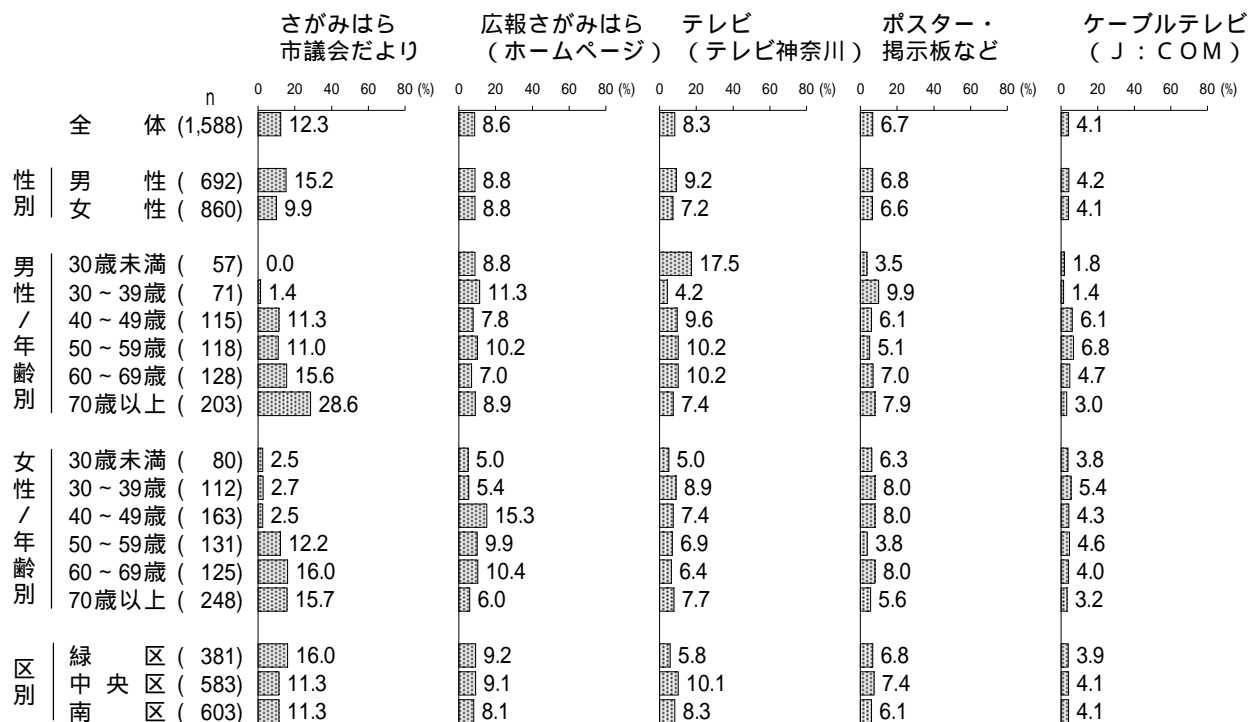 さがみはら 広報さがみはら テレビ ポスター・ ケーブルテレビ
市議会だより （ホームページ） （テレビ神奈川） 掲示板など （Ｊ：ＣＯＭ）
n 0 20 40 60 80 (%) 0 20 40 60 80 (%) 0 20 40 60 80 (%) 0 20 40 60 80 (%) 0 20 40 60 80 (%)
全体 (1,588) 12.3 8.6 8.3 6.7 4.1
性別
男性 ( 692) 15.2 8.8 9.2 6.8 4.2
女性 ( 860) 9.9 8.8 7.2 6.6 4.1
男性/年齢別
30歳未満 ( 57) 0.0 8.8 17.5 3.5 1.8
30～39歳 ( 71) 1.4 11.3 4.2 9.9 1.4
40～49歳 ( 115) 11.3 7.8 9.6 6.1 6.1
50～59歳 ( 118) 11.0 10.2 10.2 5.1 6.8
60～69歳 ( 128) 15.6 7.0 10.2 7.0 4.7
70歳以上 ( 203) 28.6 8.9 7.4 7.9 3.0
女性/年齢別
30歳未満 ( 80) 2.5 5.0 5.0 6.3 3.8
30～39歳 ( 112) 2.7 5.4 8.9 8.0 5.4
40～49歳 ( 163) 2.5 15.3 7.4 8.0 4.3
50～59歳 ( 131) 12.2 9.9 6.9 3.8 4.6
60～69歳 ( 125) 16.0 10.4 6.4 8.0 4.0
70歳以上 ( 248) 15.7 6.0 7.7 5.6 3.2
区別
緑区 ( 381) 16.0 9.2 5.8 6.8 3.9
中央区 ( 583) 11.3 9.1 10.1 7.4 4.1
南区 ( 603) 11.3 8.1 8.3 6.1 4.1